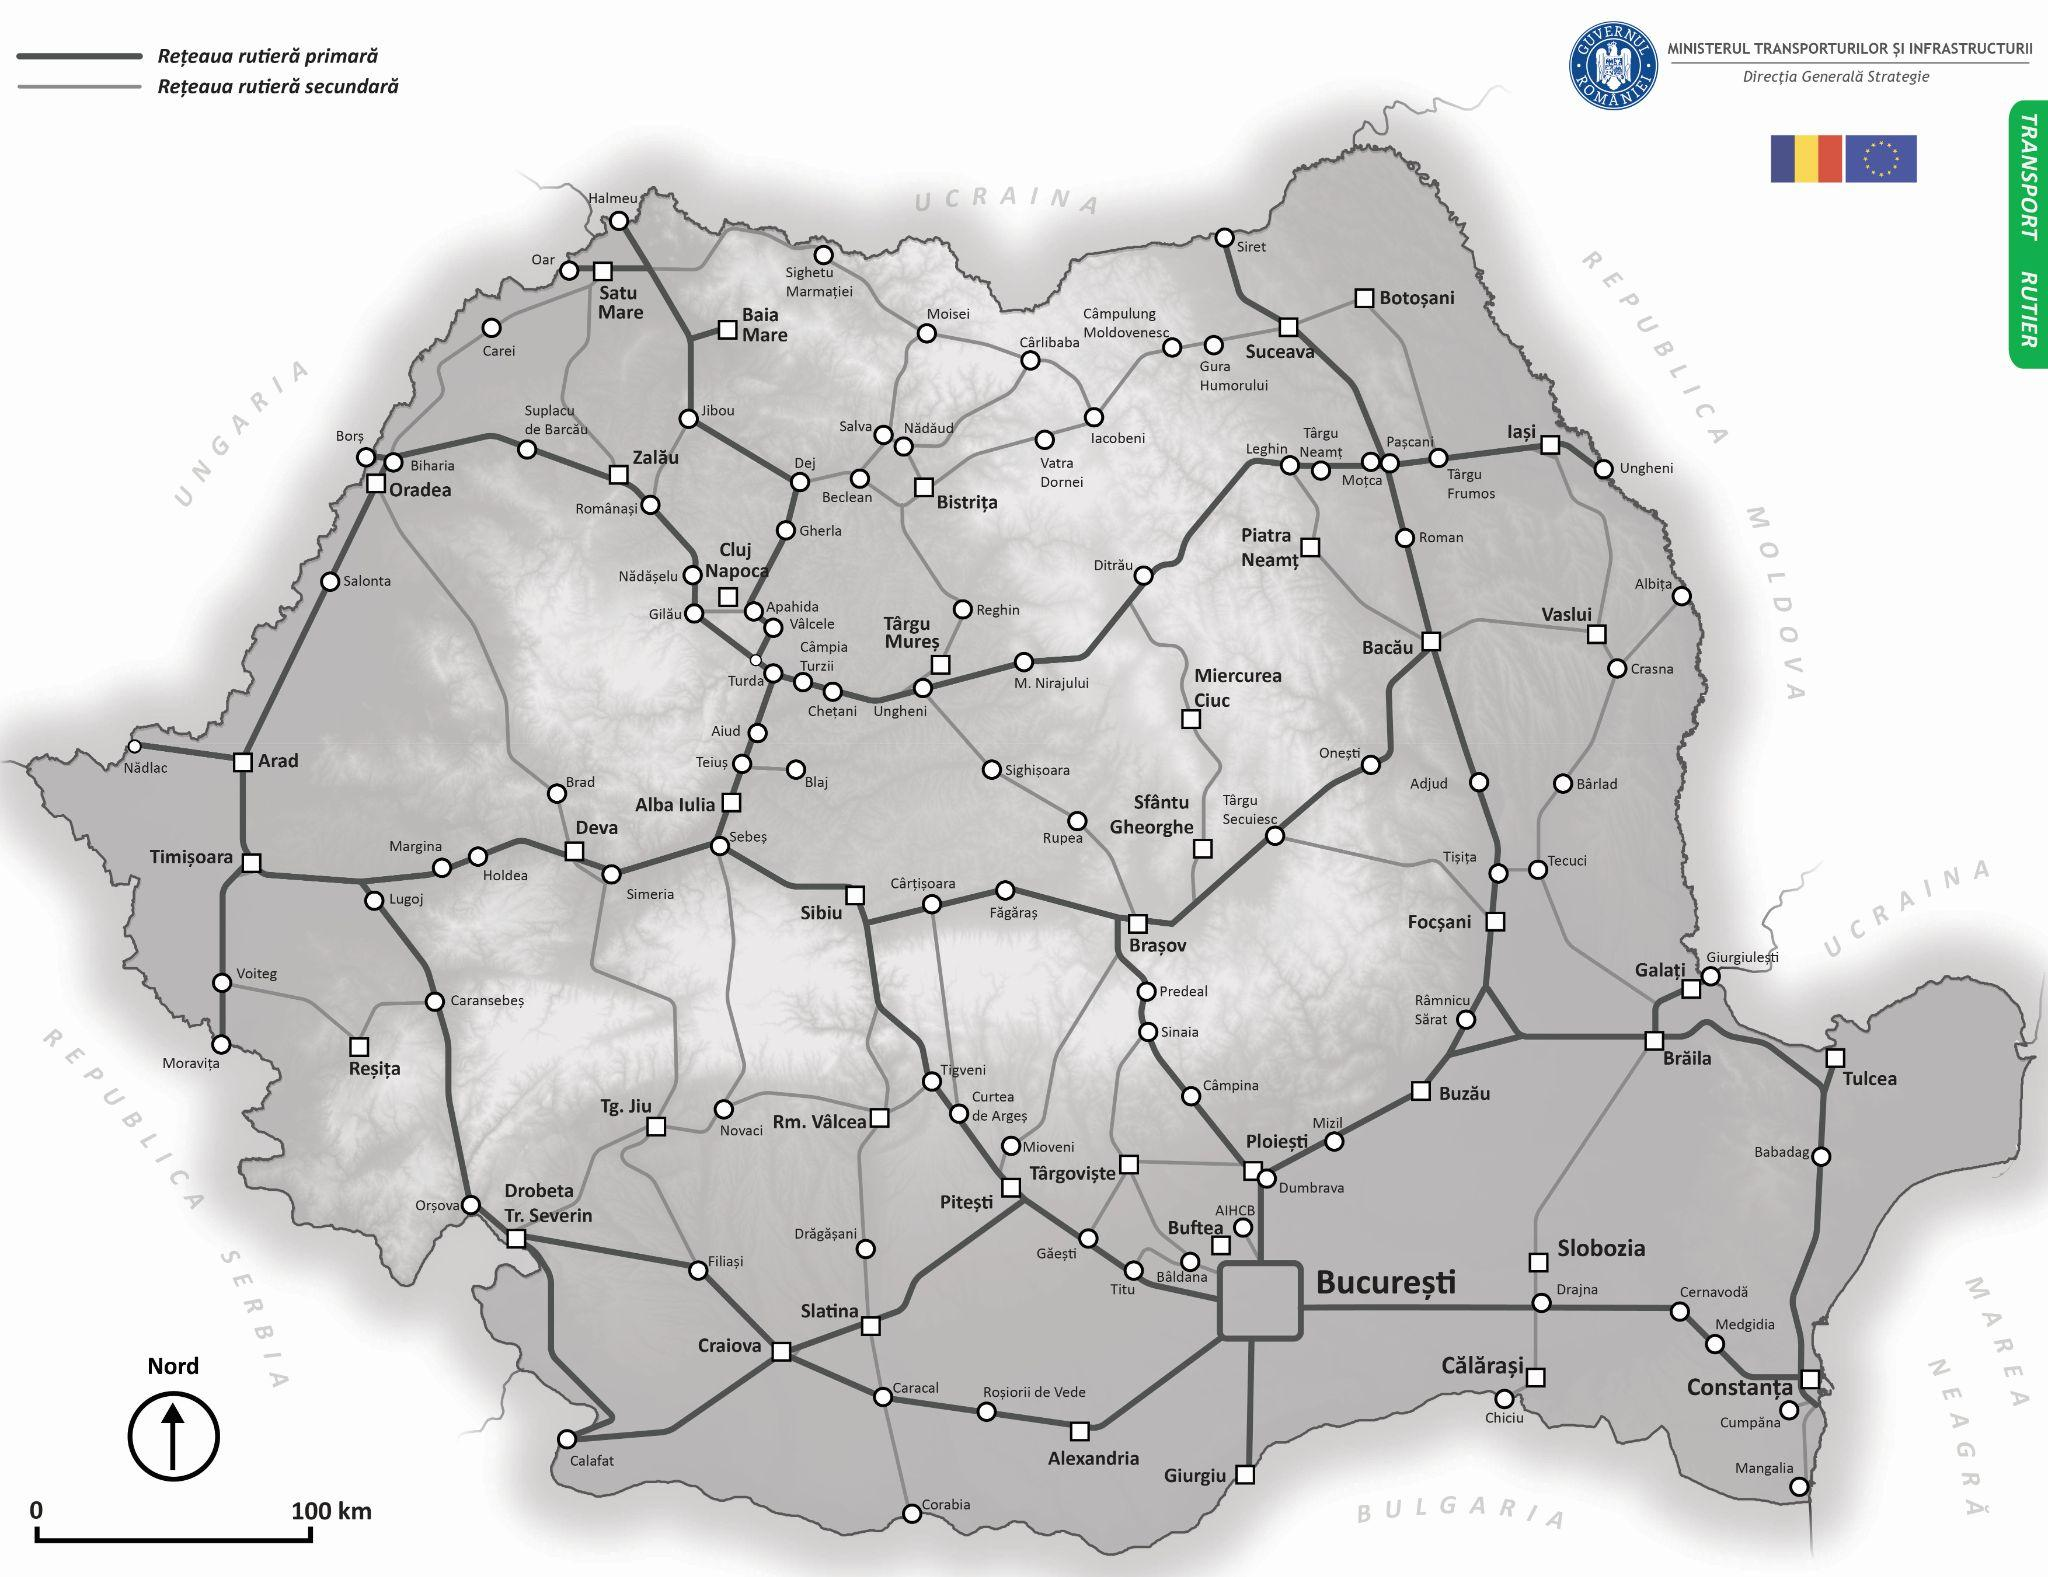 Rețeaua rutieră primară
Rețeaua rutieră secundară
GUVERNUL ROMÂNIEI
MINISTERUL TRANSPORTURILOR ȘI INFRASTRUCTURII
Direcția Generală Strategie
TRANSPORT RUTIER
UCRAINA
UNGARIA
REPUBLICA
MOLDOVA
Halmeu
Oar
Satu
Mare
Carei
Baia
Mare
Sighetu
Marmației
Moisei
Cârlibaba
Câmpulung
Moldovenesc
Gura
Humorului
Siret
Suceava
Botoșani
Borș
Biharia
Oradea
Suplacu
de Barcău
Zalău
Românași
Jibou
Dej
Beclean
Salva
Nădăud
Bistrița
Vatra
Dornei
Iacobeni
Leghin
Târgu
Neamț
Moțca
Pașcani
Târgu
Frumos
Iași
Ungheni
Salonta
Cluj
Napoca
Nădășelu
Gilău
Gherla
Apahida
Vâlcele
Câmpia
Turzii
Turda
Chețani
Ungheni
Târgu
Mureș
Reghin
M. Nirajului
Ditrău
Piatra
Neamț
Roman
Bacău
Vaslui
Albița
Crasna
Miercurea
Ciuc
Nădlac
Arad
Aiud
Teiuș
Blaj
Alba Iulia
Sebeș
Brad
Deva
Simeria
Margina
Holdea
Timișoara
Lugoj
Sighișoara
Rupea
Sfântu
Gheorghe
Târgu
Secuiesc
Onești
Adjud
Bârlad
Tișița
Tecuci
Focșani
Sibiu
Cârțișoara
Făgăraș
Brașov
Predeal
Sinaia
Câmpina
UCRAINA
Giurgiulești
Galați
Râmnicu
Sărat
Brăila
Tulcea
Buzău
Voiteg
Moravița
Reșița
Caransebeș
REPUBLICA
SERBIA
Tg. Jiu
Novaci
Rm. Vâlcea
Tigveni
Curtea
de Argeș
Mioveni
Pitești
Târgoviște
Ploiești
Mizil
Dumbrava
Babadag
Orșova
Drobeta
Tr. Severin
Filiași
Drăgășani
Găești
Titu
Bâldana
Buftea
AIHCB
București
Slobozia
Drajna
Cernavodă
Medgidia
Călărași
Chiciu
Constanța
Cumpăna
Mangalia
Slatina
Craiova
Caracal
Roșiorii de Vede
Alexandria
Giurgiu
Calafat
Corabia
BULGARIA
MAREA
NEAGRĂ
Nord
0
100 km